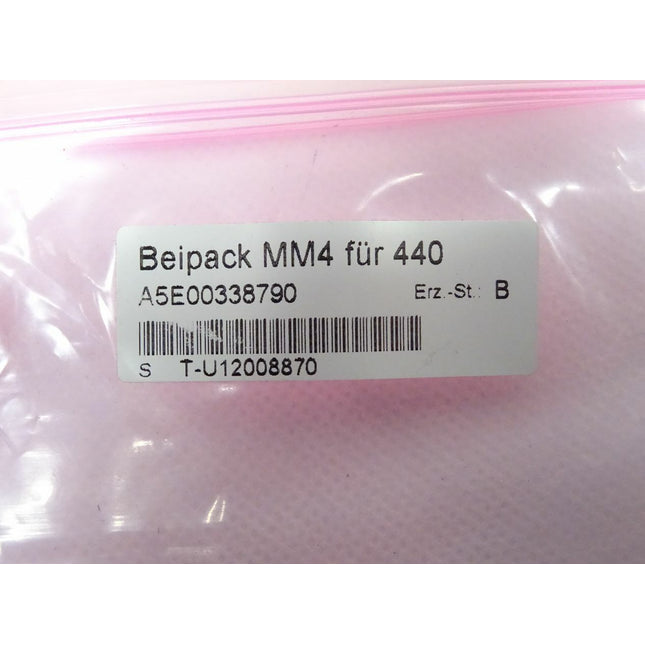 Beipack MM4 für 440
A5E00338790 Erz.-St.: B
S T-U12008870